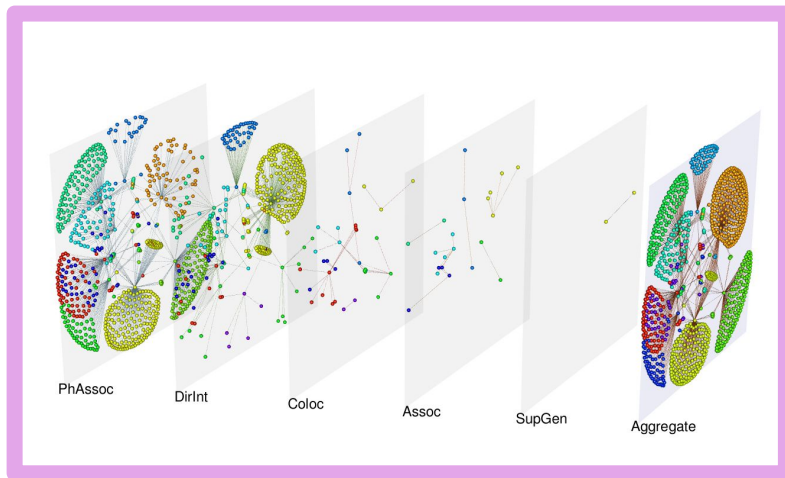 PhAssoc
DirInt
Coloc
Assoc
SupGen
Aggregate